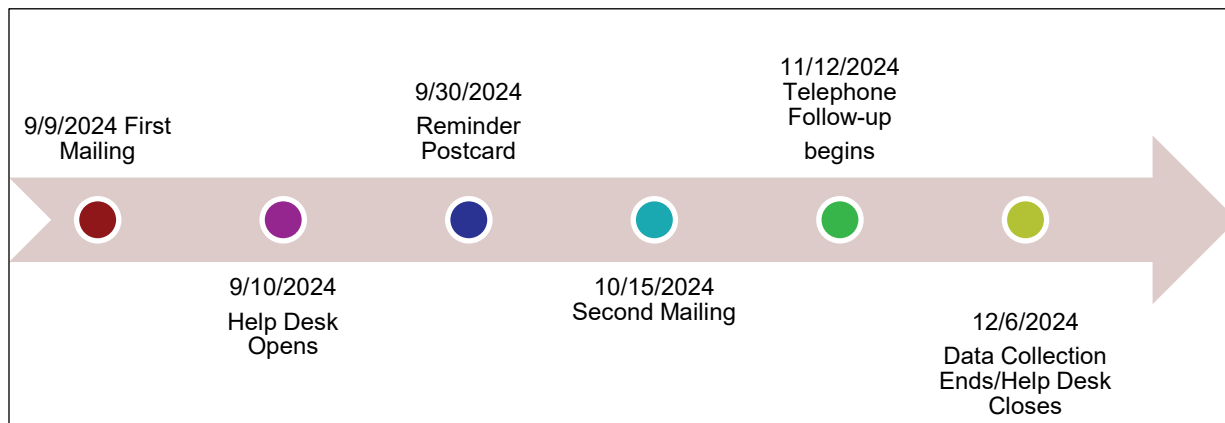 9/9/2024 First
Mailing
9/10/2024
Help Desk
Opens
9/30/2024
Reminder
Postcard
10/15/2024
Second Mailing
11/12/2024
Telephone
Follow-up
begins
12/6/2024
Data Collection
Ends/Help Desk
Closes